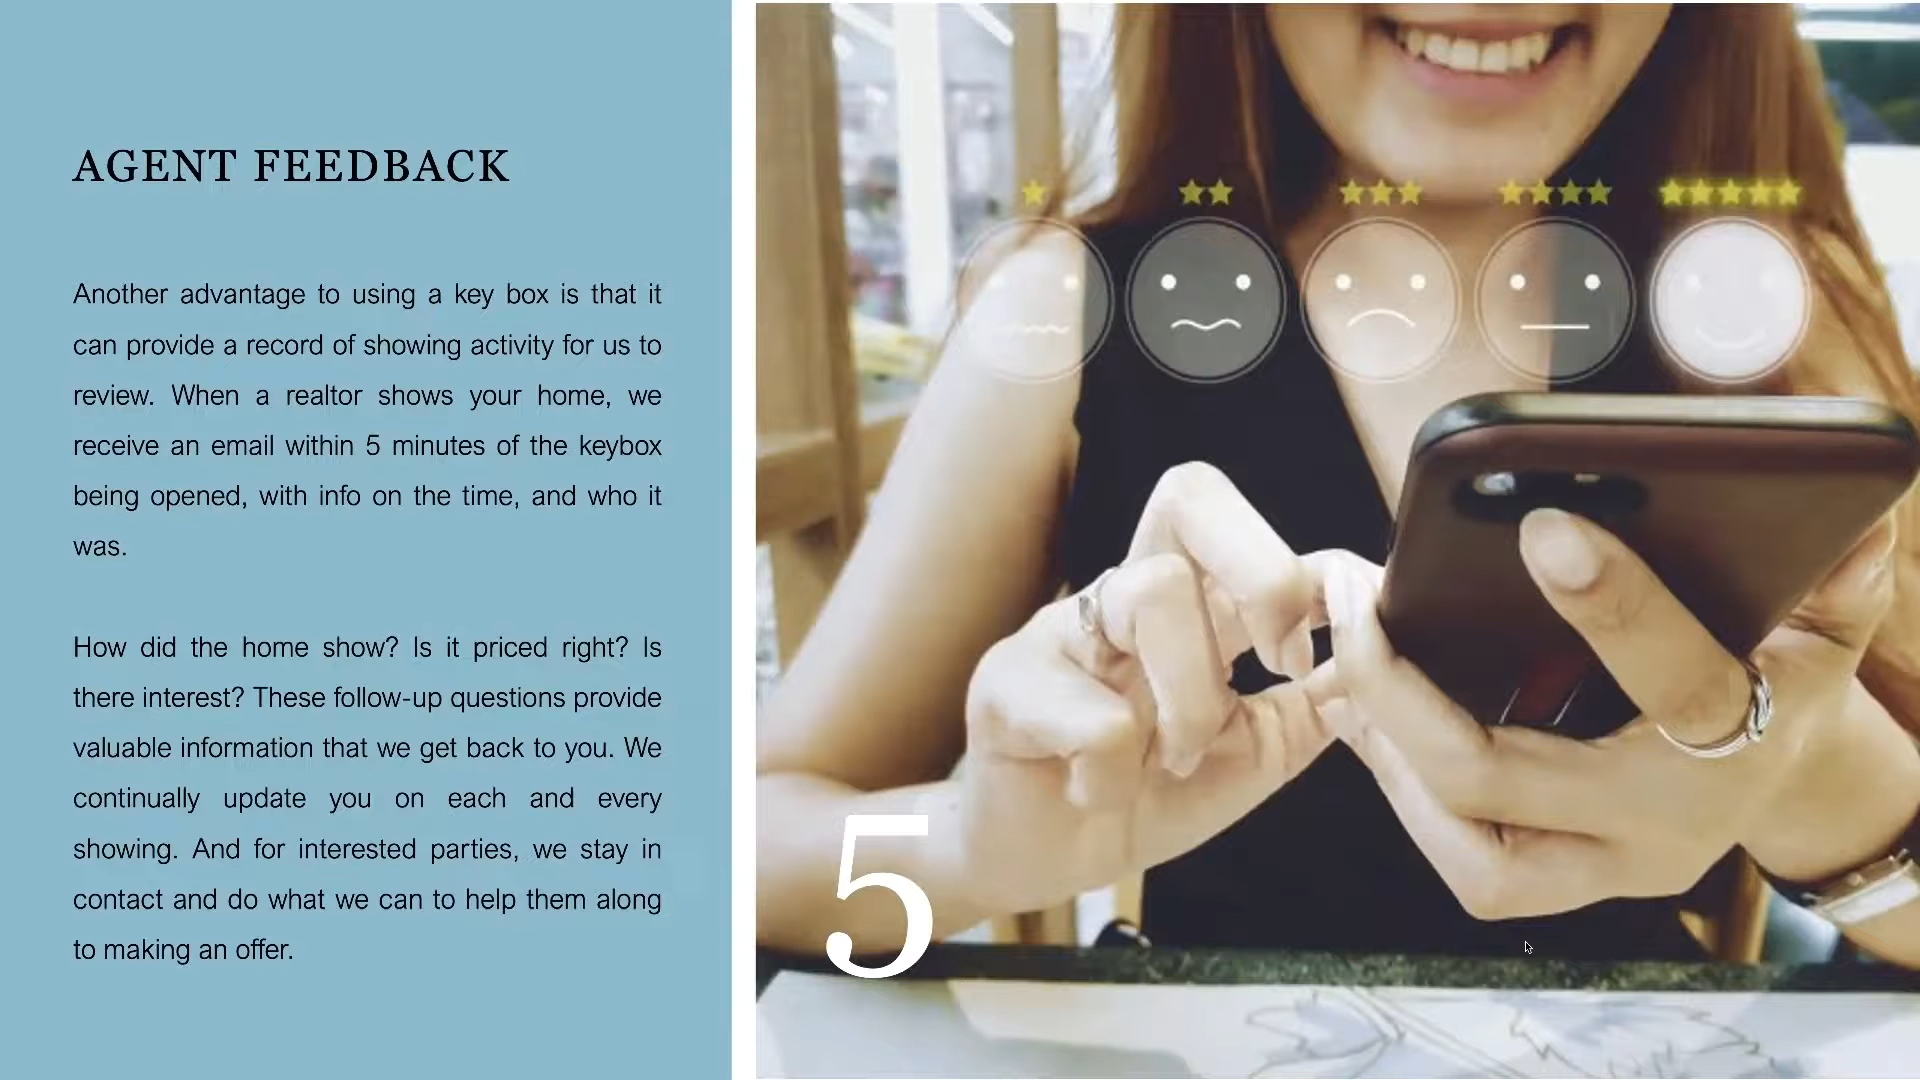 AGENT FEEDBACK
Another advantage to using a key box is that it
can provide a record of showing activity for us to
review. When a realtor shows your home, we
receive an email within 5 minutes of the keybox
being opened, with info on the time, and who it
was.
How did the home show? Is it priced right? Is
there interest? These follow-up questions provide
valuable information that we get back to you. We
continually update you on each and every
showing. And for interested parties, we stay in
contact and do what we can to help them along
to making an offer.
5